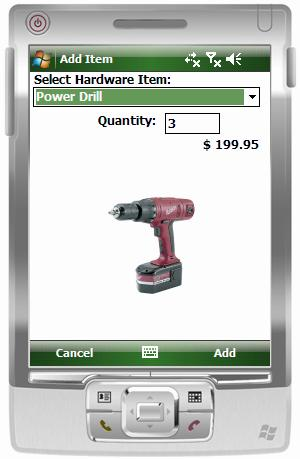 Add Item
Select Hardware Item:
Power Drill
Quantity: 3
$ 199.95
Cancel Add